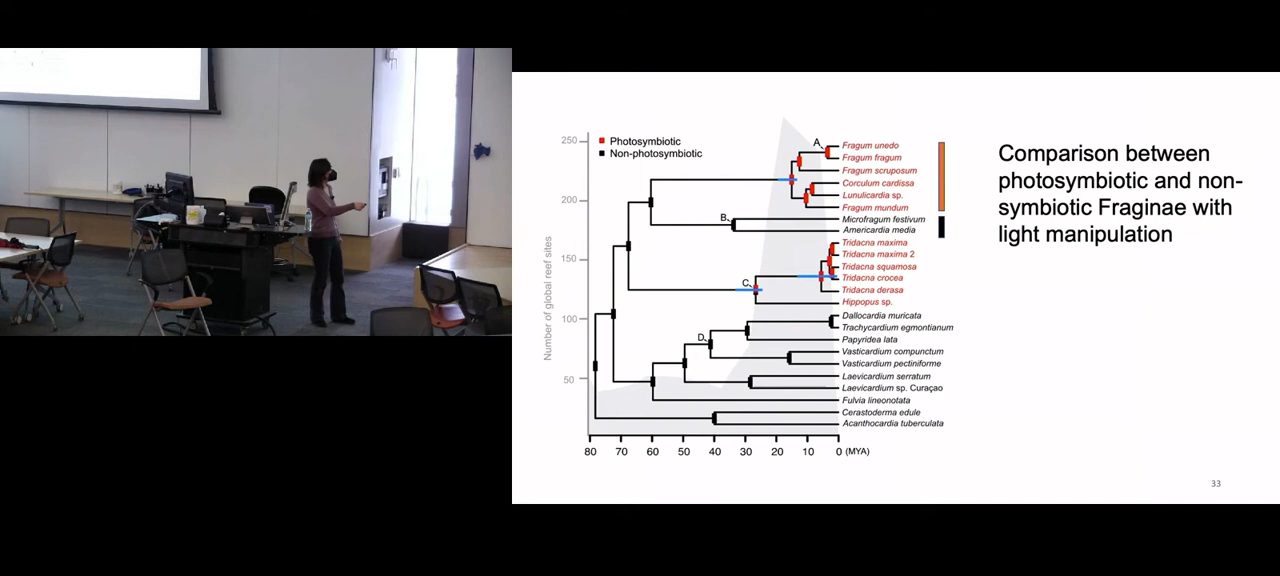 250
200
150
100
50
Number of global reef sites
Photosymbiotic
Non-photosymbiotic
A
B
C
D
Fragum unedo
Fragum fragum
Fragum scruposum
Corculum cardissa
Lunulicardia sp.
Fragum mundum
Microfragum festivum
Americardia media
Tridacna maxima
Tridacna maxima 2
Tridacna squamosa
Tridacna crocea
Tridacna derasa
Hippopus sp.
Dallocardia muricata
Trachycardium egmontianum
Papyridea lata
Vasticardium compunctum
Vasticardium pectiniforme
Laevicardium serratum
Laevicardium sp. Curaçao
Fulvia lineonotata
Cerastoderma edule
Acanthocardia tuberculata
80 70 60 50 40 30 20 10 0 (MYA)
Comparison between
photosymbiotic and non-
symbiotic Fraginae with
light manipulation
33